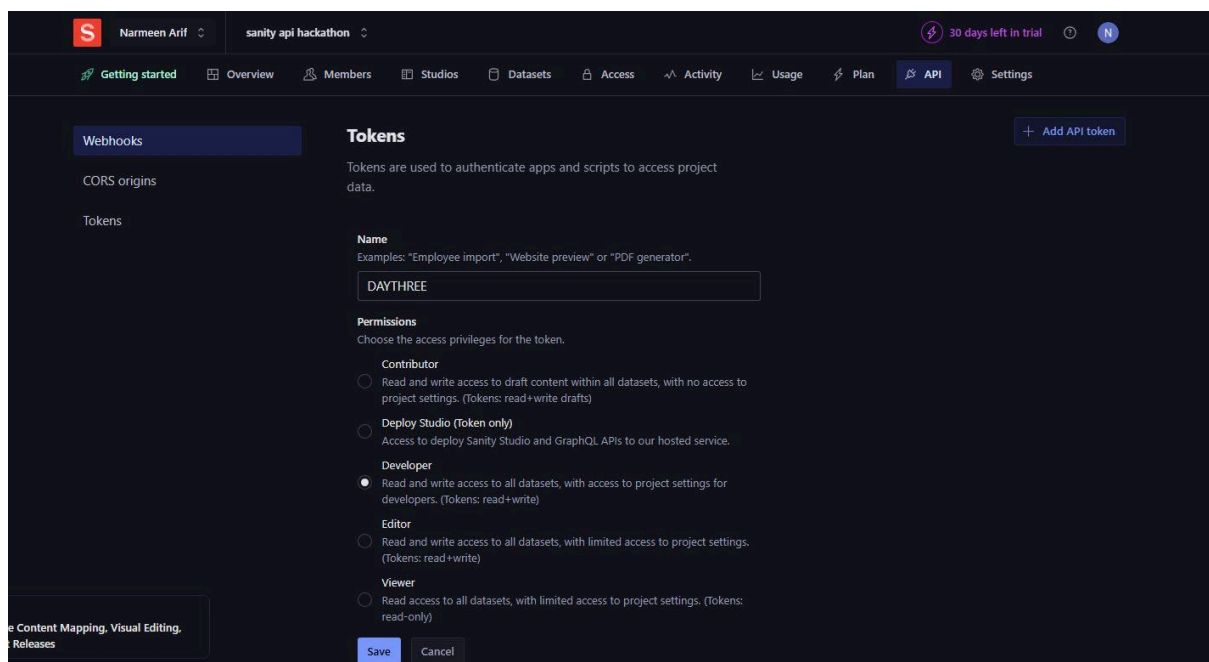 S Narmeen Arif sanity api hackathon 30 days left in trial ? N
Getting started Overview Members Studios Datasets Access Activity Usage Plan API Settings
Webhooks
CORS origins
Tokens
Tokens
+ Add API token
Tokens are used to authenticate apps and scripts to access project
data.
Name
Examples: "Employee import", "Website preview" or "PDF generator".
DAYTHREE
Permissions
Choose the access privileges for the token.
Contributor
Read and write access to draft content within all datasets, with no access to
project settings. (Tokens: read+write drafts)
Deploy Studio (Token only)
Access to deploy Sanity Studio and GraphQL APIs to our hosted service.
Developer
Read and write access to all datasets, with access to project settings for
developers. (Tokens: read+write)
Editor
Read and write access to all datasets, with limited access to project settings.
(Tokens: read+write)
Viewer
Read access to all datasets, with limited access to project settings. (Tokens:
read-only)
Save Cancel
e Content Mapping, Visual Editing,
Releases